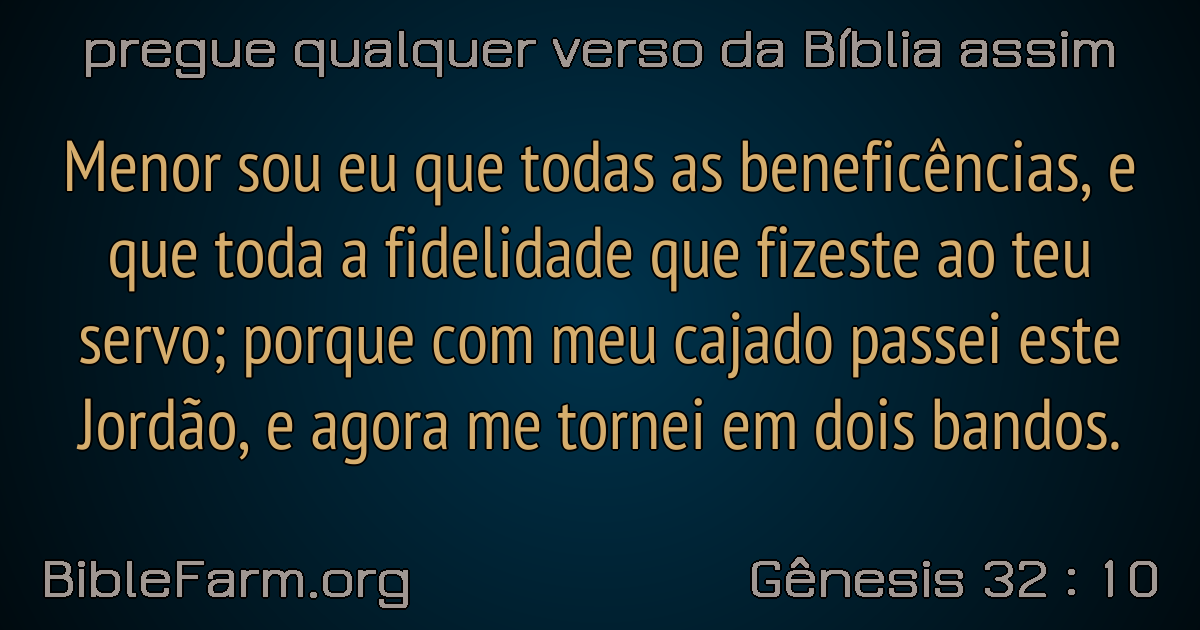 pregue qualquer verso da Bíblia assim
Menor sou eu que todas as beneficências, e
que toda a fidelidade que fizeste ao teu
servo; porque com meu cajado passei este
Jordão, e agora me tornei em dois bandos.
BibleFarm.org
Gênesis 32 : 10